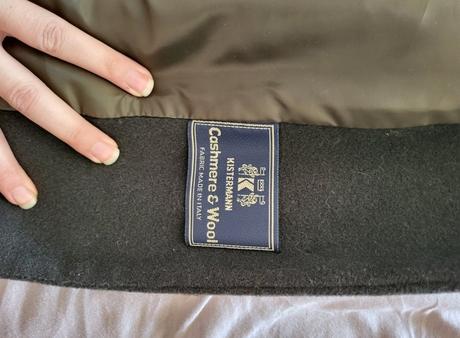 K
KISTERMANN
Cashmere & Wool
FABRIC MADE IN ITALY